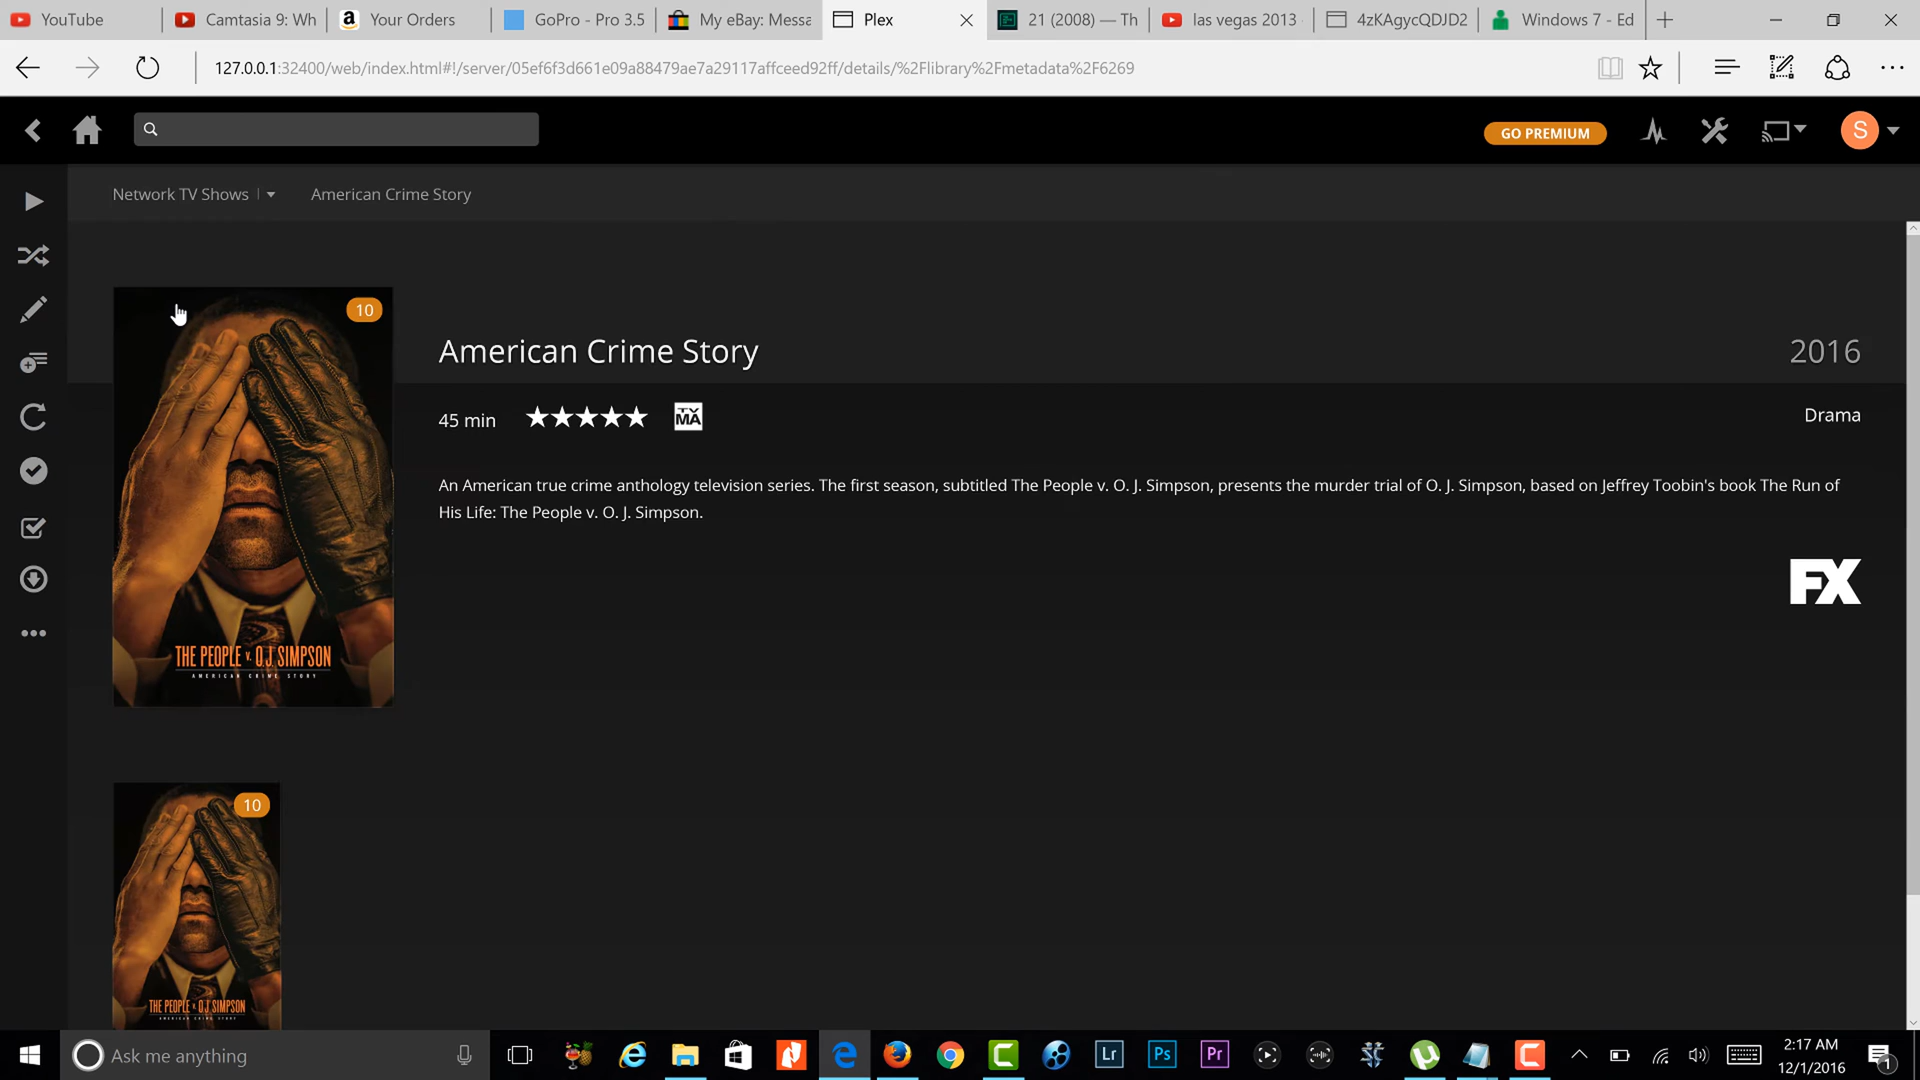 YouTube
Camtasia 9: Wh
Your Orders
GoPro - Pro 3.5
My eBay: Messa
Plex
21 (2008) — Th
las vegas 2013
4zKAgycQDJD2
Windows 7 - Ed
127.0.0.1:32400/web/index.html#!/server/05ef6f3d661e09a88479ae7a29117affceed92ff/details/%2Flibrary%2Fmetadata%2F6269
GO PREMIUM
S
Network TV Shows
American Crime Story
10
THE PEOPLE v. O.J. SIMPSON
AMERICAN CRIME STORY
American Crime Story
2016
45 min
TV
MA
Drama
An American true crime anthology television series. The first season, subtitled The People v. O. J. Simpson, presents the murder trial of O. J. Simpson, based on Jeffrey Toobin's book The Run of
His Life: The People v. O. J. Simpson.
FX
10
THE PEOPLE v. O.J. SIMPSON
AMERICAN CRIME STORY
Ask me anything
Lr
Ps
Pr
2:17 AM
12/1/2016
1